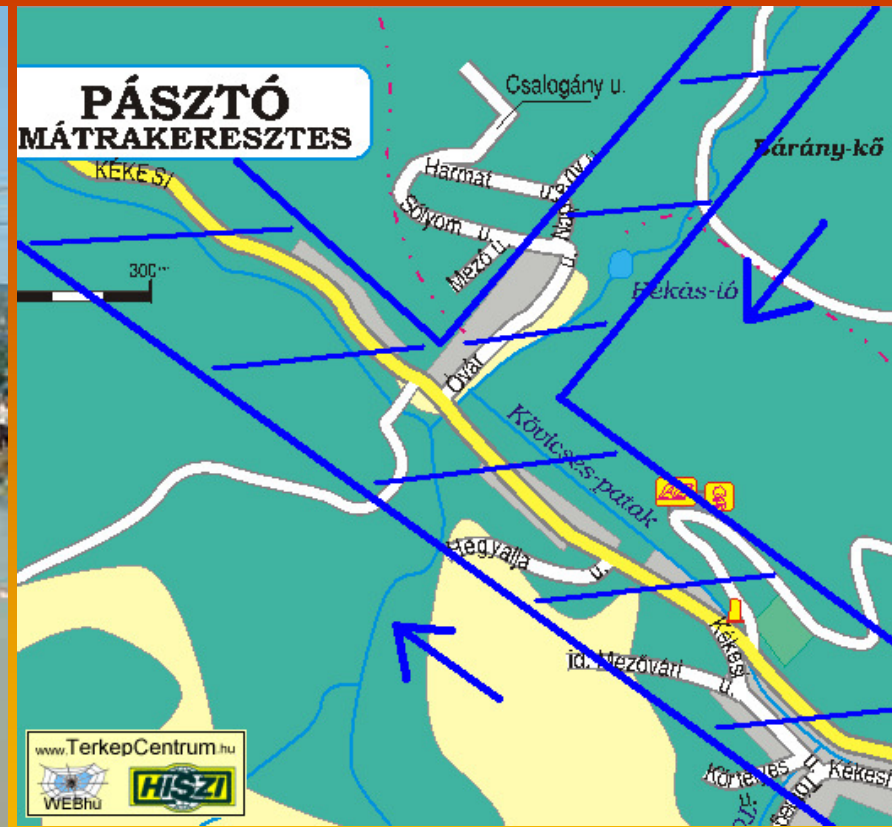 PÁSZTÓ
MÁTRAKERESZTES
KÉKESI
300 m
Csalogány u.
Harmat u.
Sólyom u.
Mező u.
u.
Óvár
Bárány-kő
Békás-tó
Kövicses-patak
Hegyalja u.
id. Mezővári u.
Kékesi
Körtelyes u.
Kékesi
www.TerkepCentrum.hu
WEBhu
HISZI